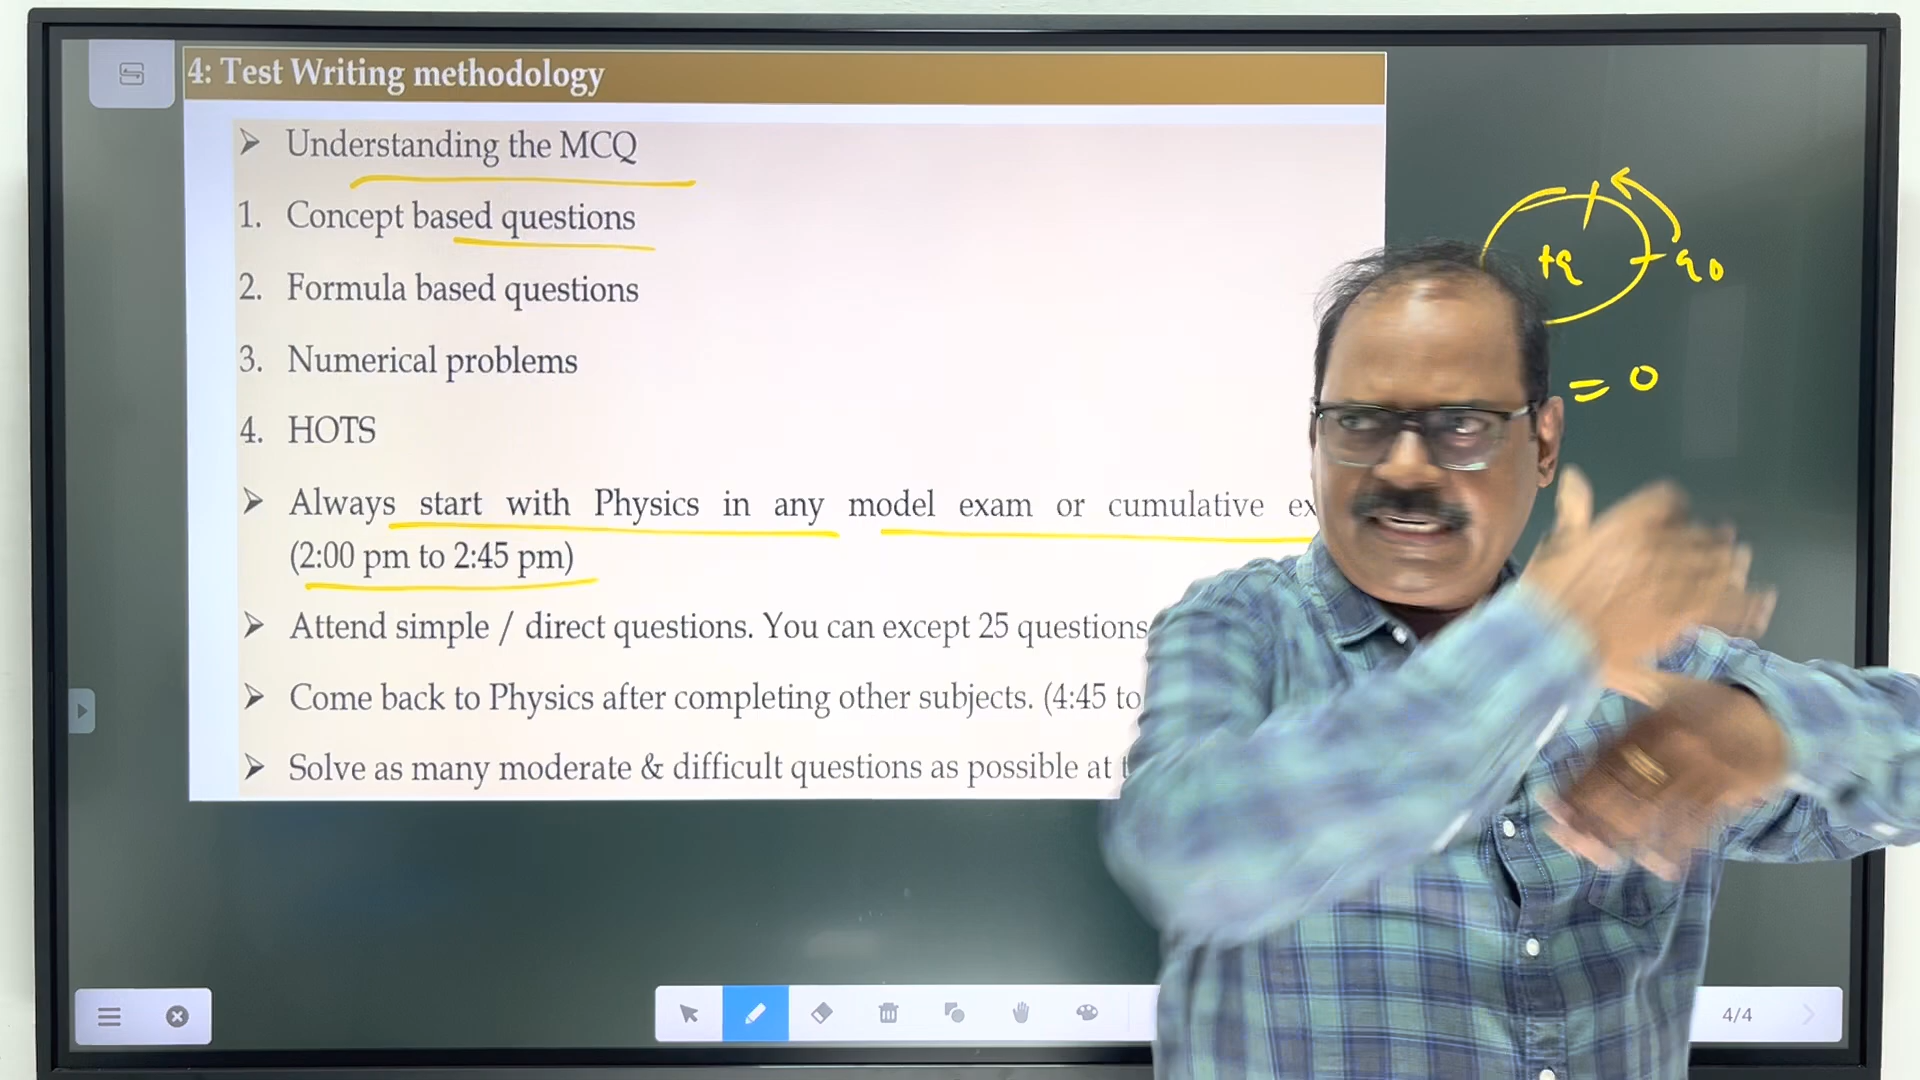 4: Test Writing methodology
➢ Understanding the MCQ
1. Concept based questions
2. Formula based questions
3. Numerical problems
4. HOTS
➢ Always start with Physics in any model exam or cumulative
(2:00 pm to 2:45 pm)
➢ Attend simple / direct questions. You can except 25 questions
➢ Come back to Physics after completing other subjects. (4:45 to
➢ Solve as many moderate & difficult questions as possible at
+q
q0
= 0
4/4